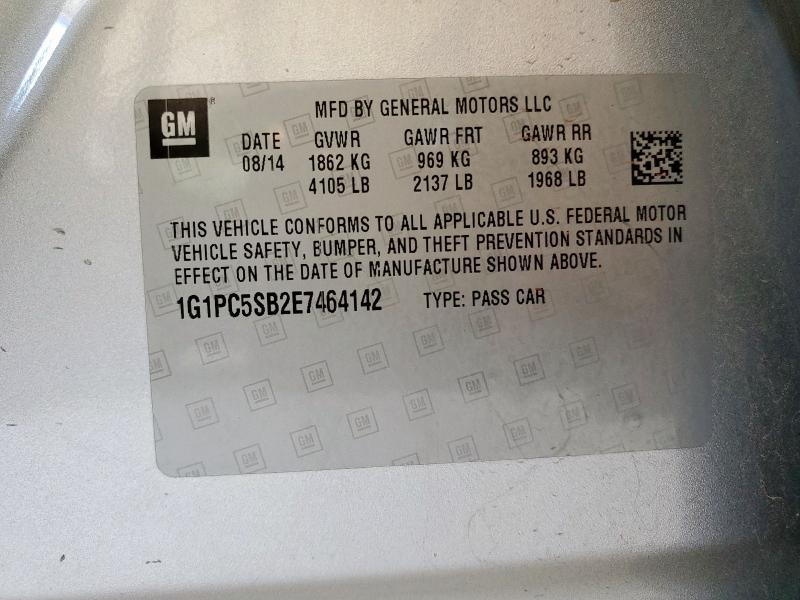 GM ®
MFD BY GENERAL MOTORS LLC
DATE GVWR GAWR FRT GAWR RR
08/14 1862 KG 969 KG 893 KG
4105 LB 2137 LB 1968 LB
THIS VEHICLE CONFORMS TO ALL APPLICABLE U.S. FEDERAL MOTOR
VEHICLE SAFETY, BUMPER, AND THEFT PREVENTION STANDARDS IN
EFFECT ON THE DATE OF MANUFACTURE SHOWN ABOVE.
1G1PC5SB2E7464142 TYPE: PASS CAR